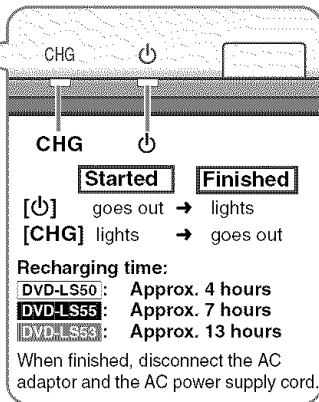 CHG ⏻
CHG ⏻
Started Finished
[⏻] goes out → lights
[CHG] lights → goes out
Recharging time:
DVD-LS50: Approx. 4 hours
DVD-LS55: Approx. 7 hours
DVD-LS53: Approx. 13 hours
When finished, disconnect the AC
adaptor and the AC power supply cord.